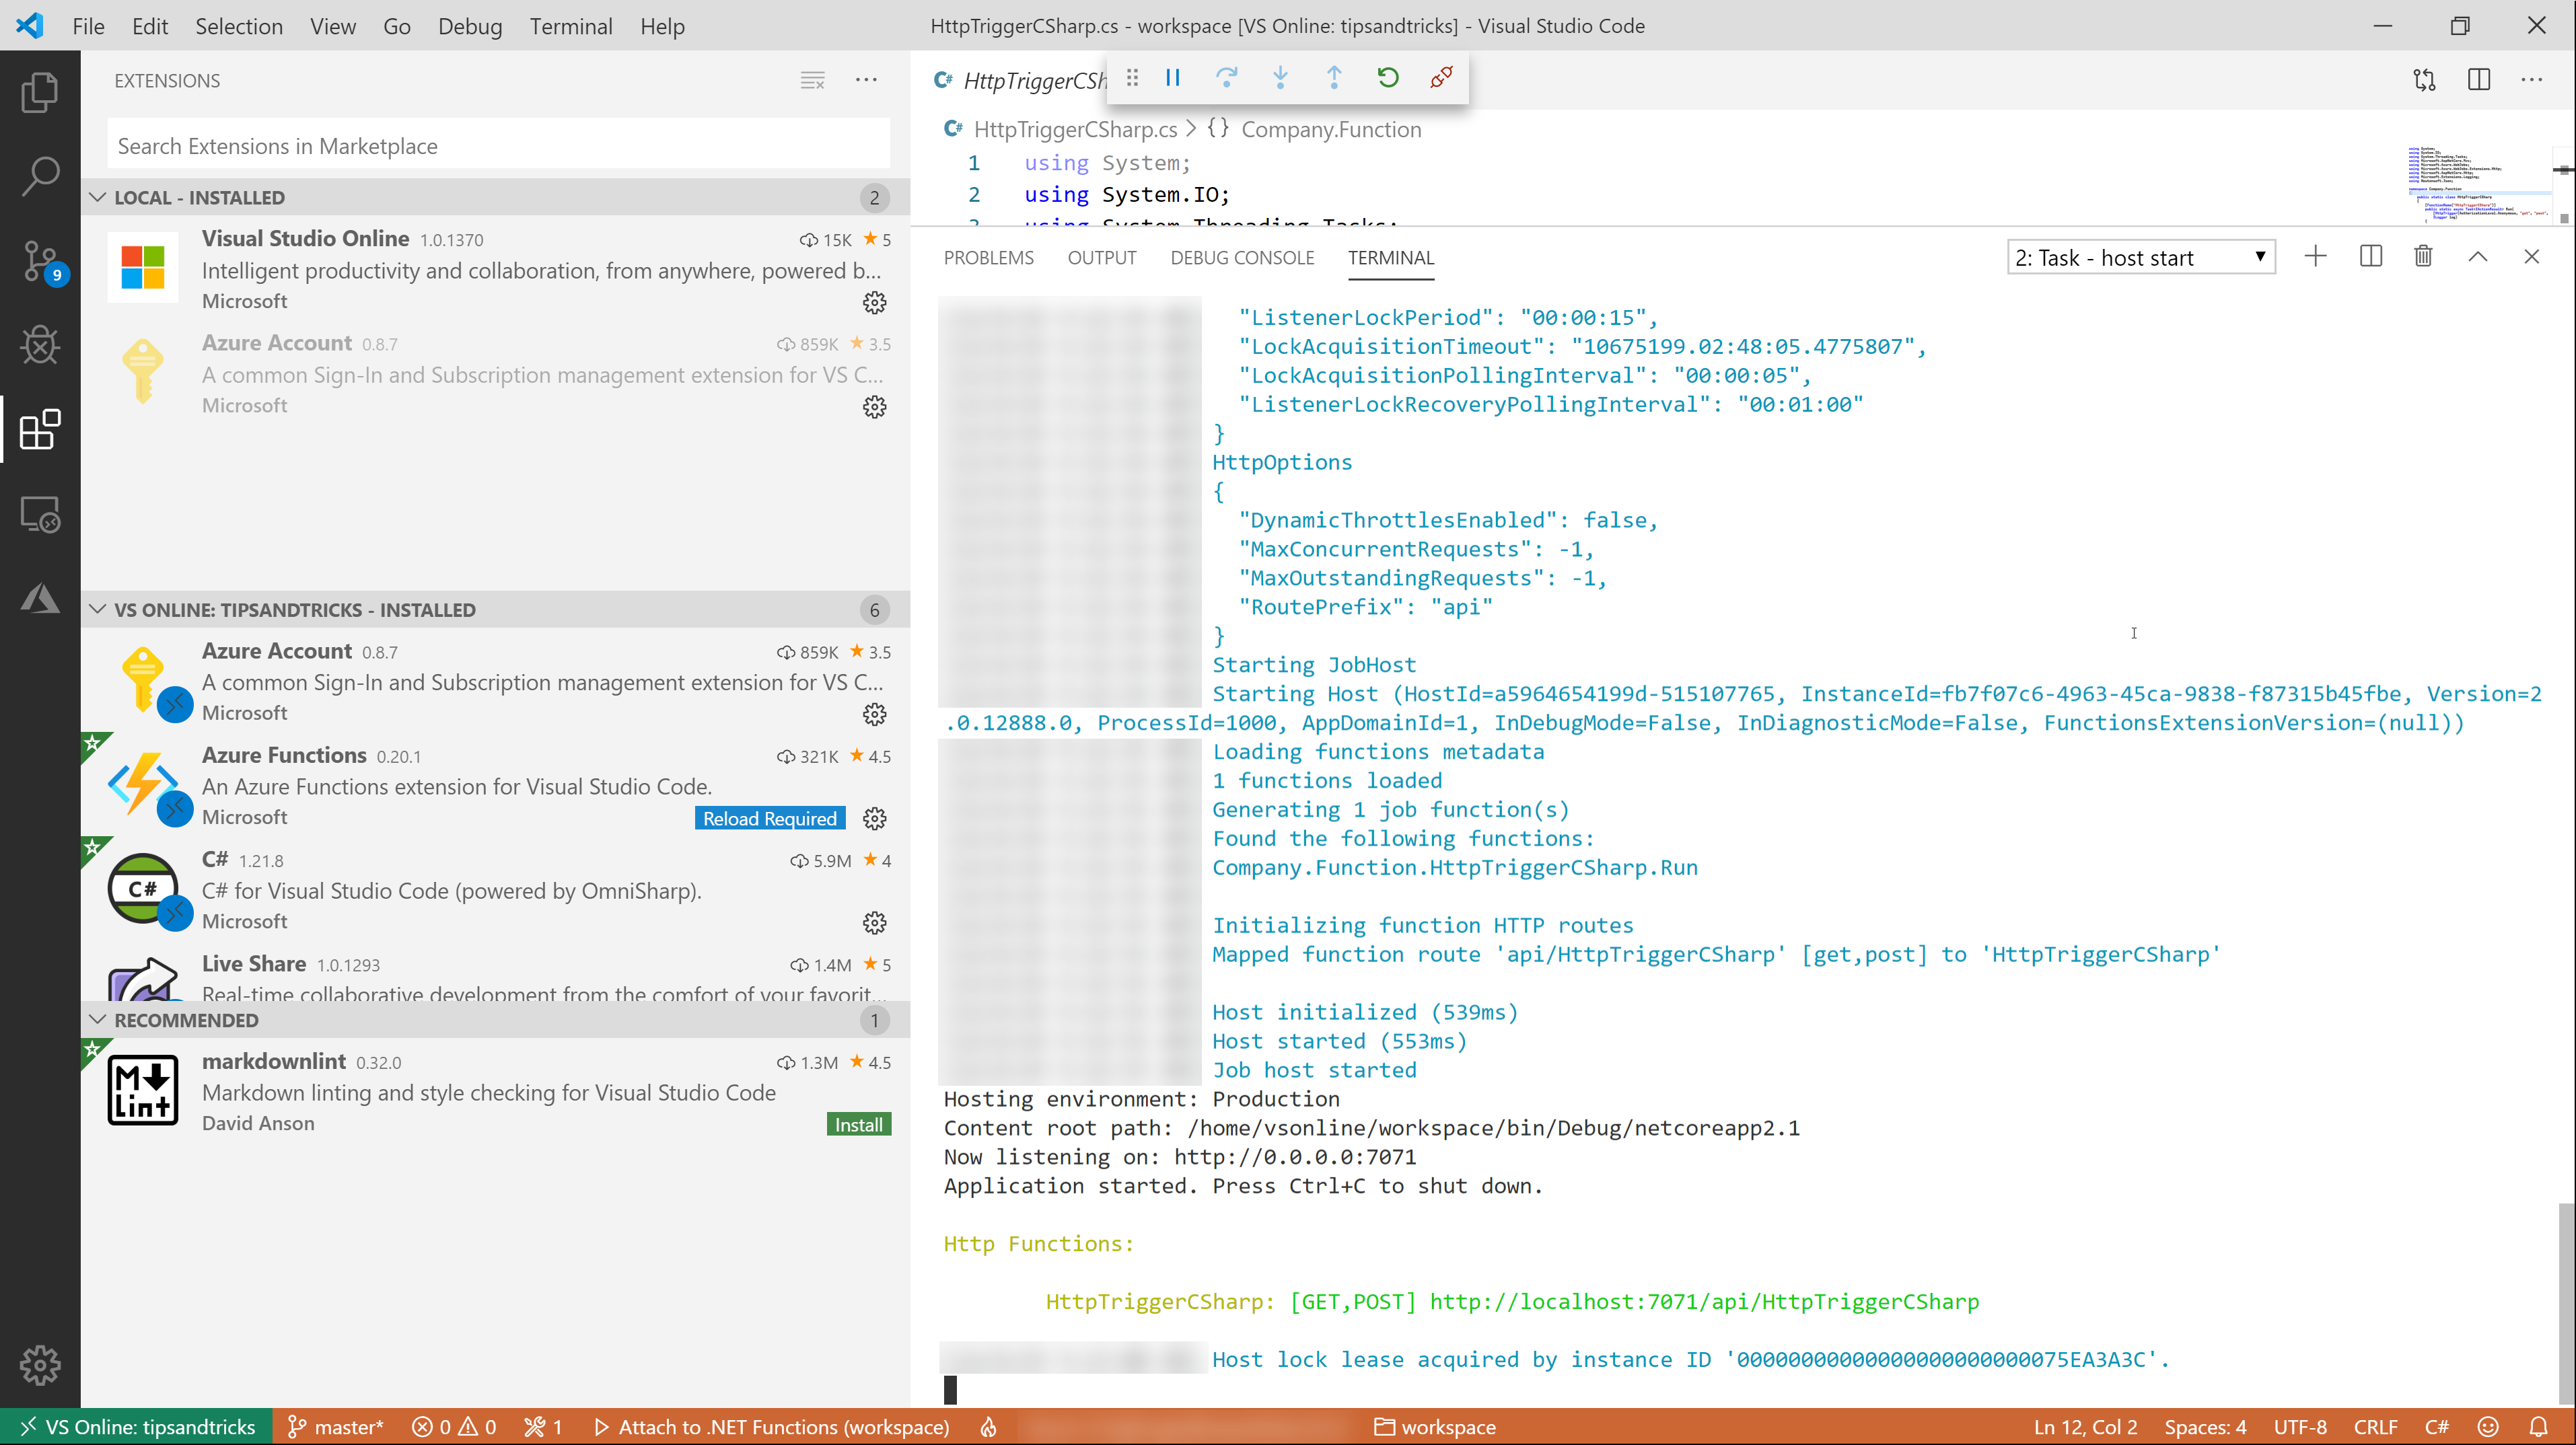 File Edit Selection View Go Debug Terminal Help
HttpTriggerCSharp.cs - workspace [VS Online: tipsandtricks] - Visual Studio Code
EXTENSIONS
Search Extensions in Marketplace
LOCAL - INSTALLED 2
Visual Studio Online 1.0.1370 15K 5
Intelligent productivity and collaboration, from anywhere, powered b...
Microsoft
Azure Account 0.8.7 859K 3.5
A common Sign-In and Subscription management extension for VS C...
Microsoft
VS ONLINE: TIPSANDTRICKS - INSTALLED 6
Azure Account 0.8.7 859K 3.5
A common Sign-In and Subscription management extension for VS C...
Microsoft
Azure Functions 0.20.1 321K 4.5
An Azure Functions extension for Visual Studio Code.
Microsoft Reload Required
C# 1.21.8 5.9M 4
C#
C# for Visual Studio Code (powered by OmniSharp).
Microsoft
Live Share 1.0.1293 1.4M 5
Real-time collaborative development from the comfort of your favorit...
RECOMMENDED 1
markdownlint 0.32.0 1.3M 4.5
M Lint
Markdown linting and style checking for Visual Studio Code
David Anson Install
9
C# HttpTriggerCSh
C# HttpTriggerCSharp.cs > {} Company.Function
1 using System;
2 using System.IO;
3 using System.Threading.Tasks;
PROBLEMS OUTPUT DEBUG CONSOLE TERMINAL
2: Task - host start
"ListenerLockPeriod": "00:00:15",
"LockAcquisitionTimeout": "10675199.02:48:05.4775807",
"LockAcquisitionPollingInterval": "00:00:05",
"ListenerLockRecoveryPollingInterval": "00:01:00"
}
HttpOptions
{
"DynamicThrottlesEnabled": false,
"MaxConcurrentRequests": -1,
"MaxOutstandingRequests": -1,
"RoutePrefix": "api"
}
Starting JobHost
Starting Host (HostId=a5964654199d-515107765, InstanceId=fb7f07c6-4963-45ca-9838-f87315b45fbe, Version=2
.0.12888.0, ProcessId=1000, AppDomainId=1, InDebugMode=False, InDiagnosticMode=False, FunctionsExtensionVersion=(null))
Loading functions metadata
1 functions loaded
Generating 1 job function(s)
Found the following functions:
Company.Function.HttpTriggerCSharp.Run
Initializing function HTTP routes
Mapped function route 'api/HttpTriggerCSharp' [get,post] to 'HttpTriggerCSharp'
Host initialized (539ms)
Host started (553ms)
Job host started
Hosting environment: Production
Content root path: /home/vsonline/workspace/bin/Debug/netcoreapp2.1
Now listening on: http://0.0.0.0:7071
Application started. Press Ctrl+C to shut down.
Http Functions:
HttpTriggerCSharp: [GET,POST] http://localhost:7071/api/HttpTriggerCSharp
Host lock lease acquired by instance ID '00000000000000000000000075EA3A3C'.
VS Online: tipsandtricks master* 0 0 1 Attach to .NET Functions (workspace) workspace Ln 12, Col 2 Spaces: 4 UTF-8 CRLF C#